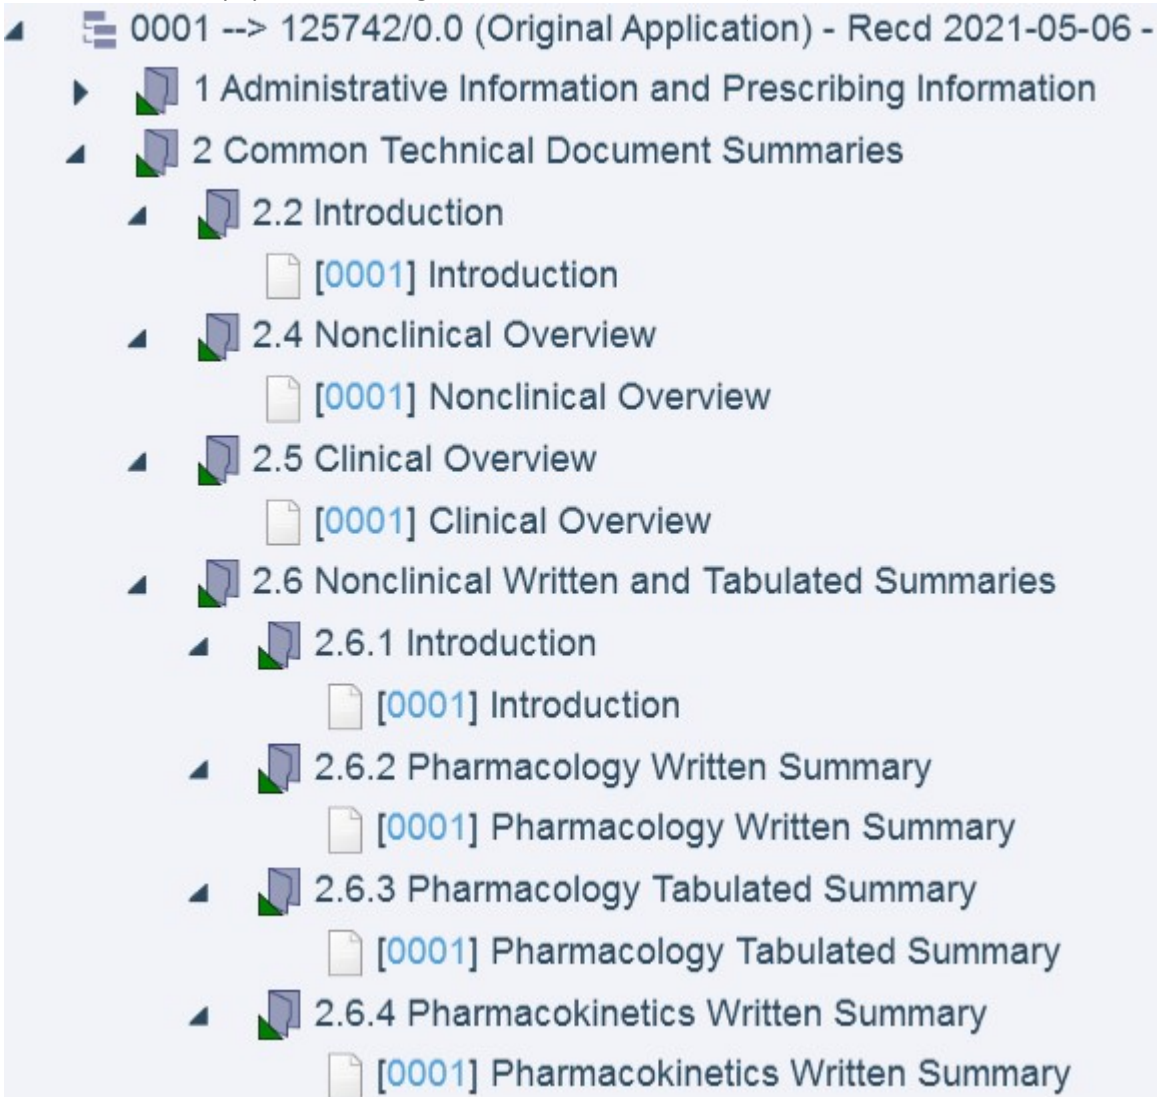 0001 --> 125742/0.0 (Original Application) - Recd 2021-05-06 -
1 Administrative Information and Prescribing Information
2 Common Technical Document Summaries
2.2 Introduction
[0001] Introduction
2.4 Nonclinical Overview
[0001] Nonclinical Overview
2.5 Clinical Overview
[0001] Clinical Overview
2.6 Nonclinical Written and Tabulated Summaries
2.6.1 Introduction
[0001] Introduction
2.6.2 Pharmacology Written Summary
[0001] Pharmacology Written Summary
2.6.3 Pharmacology Tabulated Summary
[0001] Pharmacology Tabulated Summary
2.6.4 Pharmacokinetics Written Summary
[0001] Pharmacokinetics Written Summary